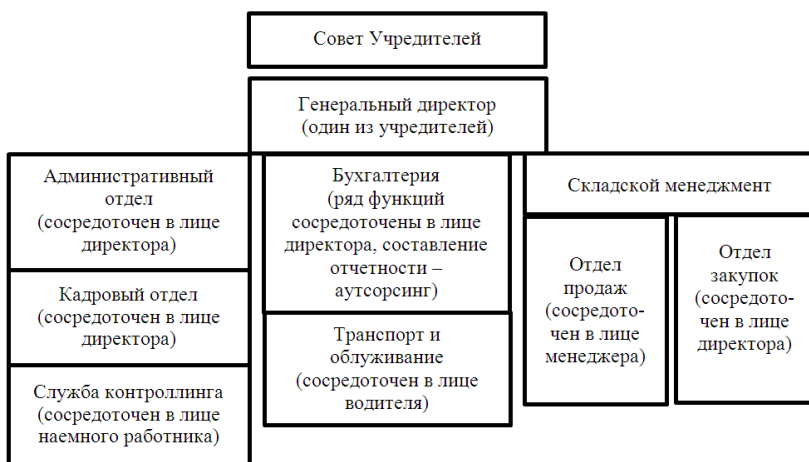 Совет Учредителей
Генеральный директор
(один из учредителей)
Административный
отдел
(сосредоточен в лице
директора)
Кадровый отдел
(сосредоточен в лице
директора)
Служба контроллинга
(сосредоточен в лице
наемного работника)
Бухгалтерия
(ряд функций
сосредоточены в лице
директора, составление
отчетности –
аутсорсинг)
Транспорт и
облуживание
(сосредоточен в лице
водителя)
Складской менеджмент
Отдел
продаж
(сосредото-
чен в лице
менеджера)
Отдел
закупок
(сосредото-
чен в лице
директора)